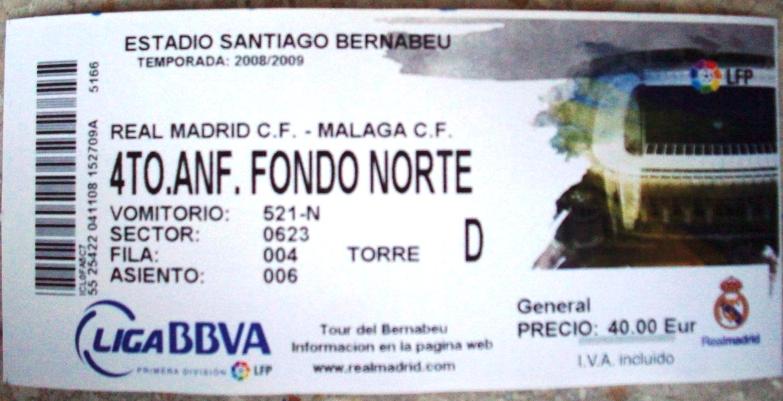 ESTADIO SANTIAGO BERNABEU
TEMPORADA: 2008/2009
LFP
REAL MADRID C.F. - MALAGA C.F.
4TO.ANF. FONDO NORTE
VOMITORIO: 521-N
SECTOR: 0623
FILA: 004 TORRE D
ASIENTO: 006
5166
55 25422 041108 152709A
LIGA BBVA
PRIMERA DIVISIÓN LFP
Tour del Bernabeu
Informacion en la pagina web
www.realmadrid.com
General
PRECIO: 40.00 Eur
I.V.A. incluido
Realmadrid